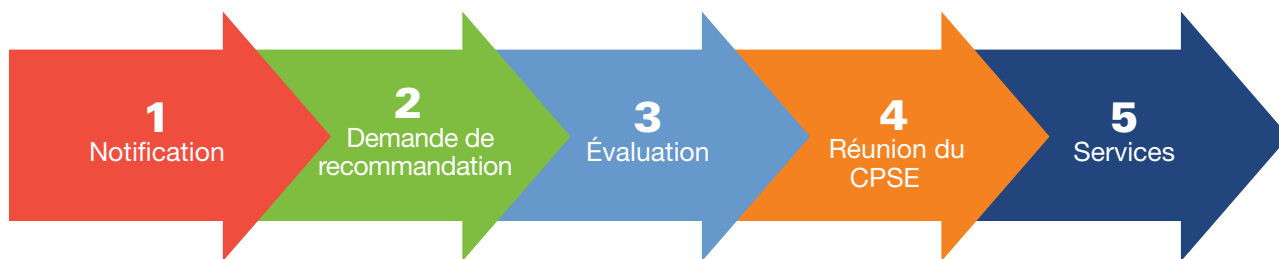 1
Notification
2
Demande de
recommandation
3
Évaluation
4
Réunion du
CPSE
5
Services